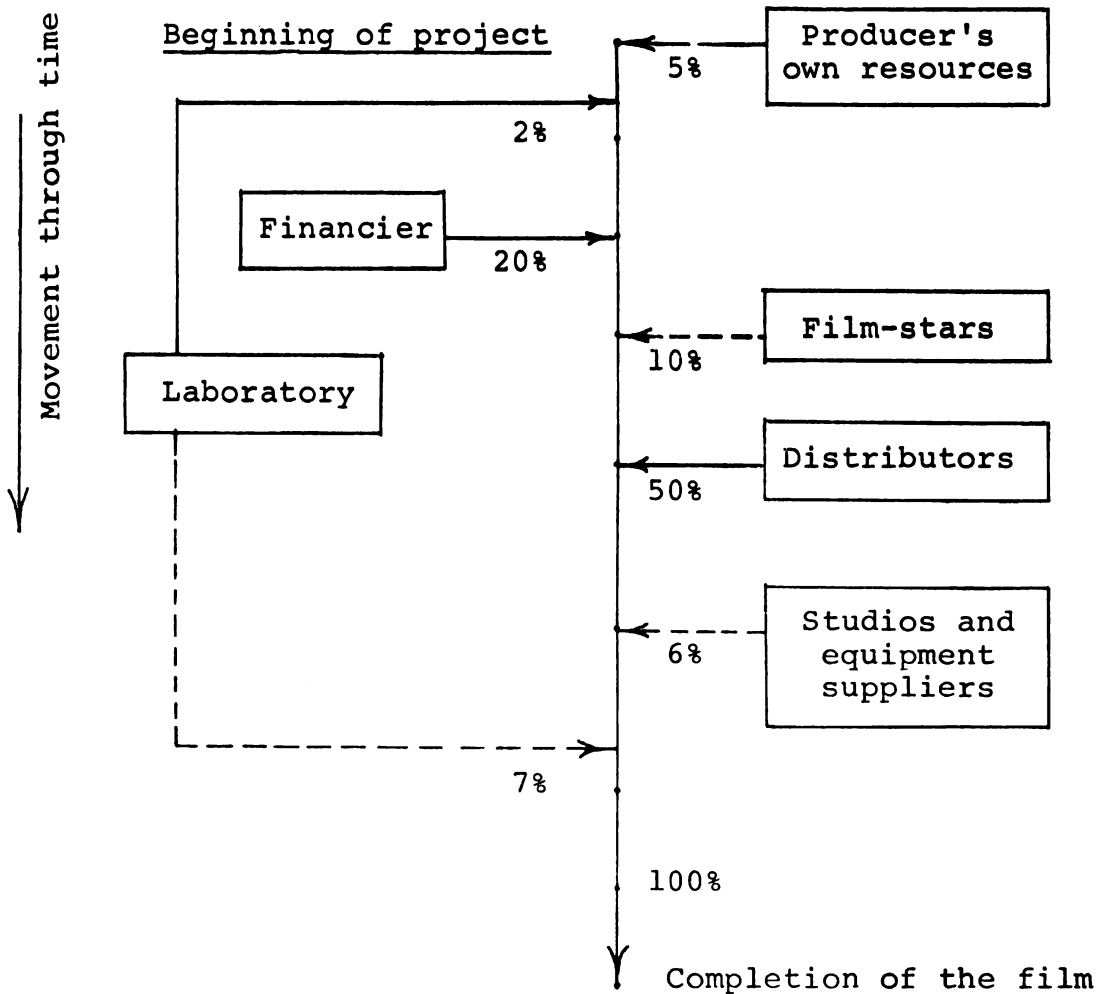 Movement through time
Beginning of project
Producer's
own resources
5%
2%
Financier
20%
Film-stars
10%
Laboratory
Distributors
50%
Studios and
equipment
suppliers
6%
7%
100%
Completion of the film